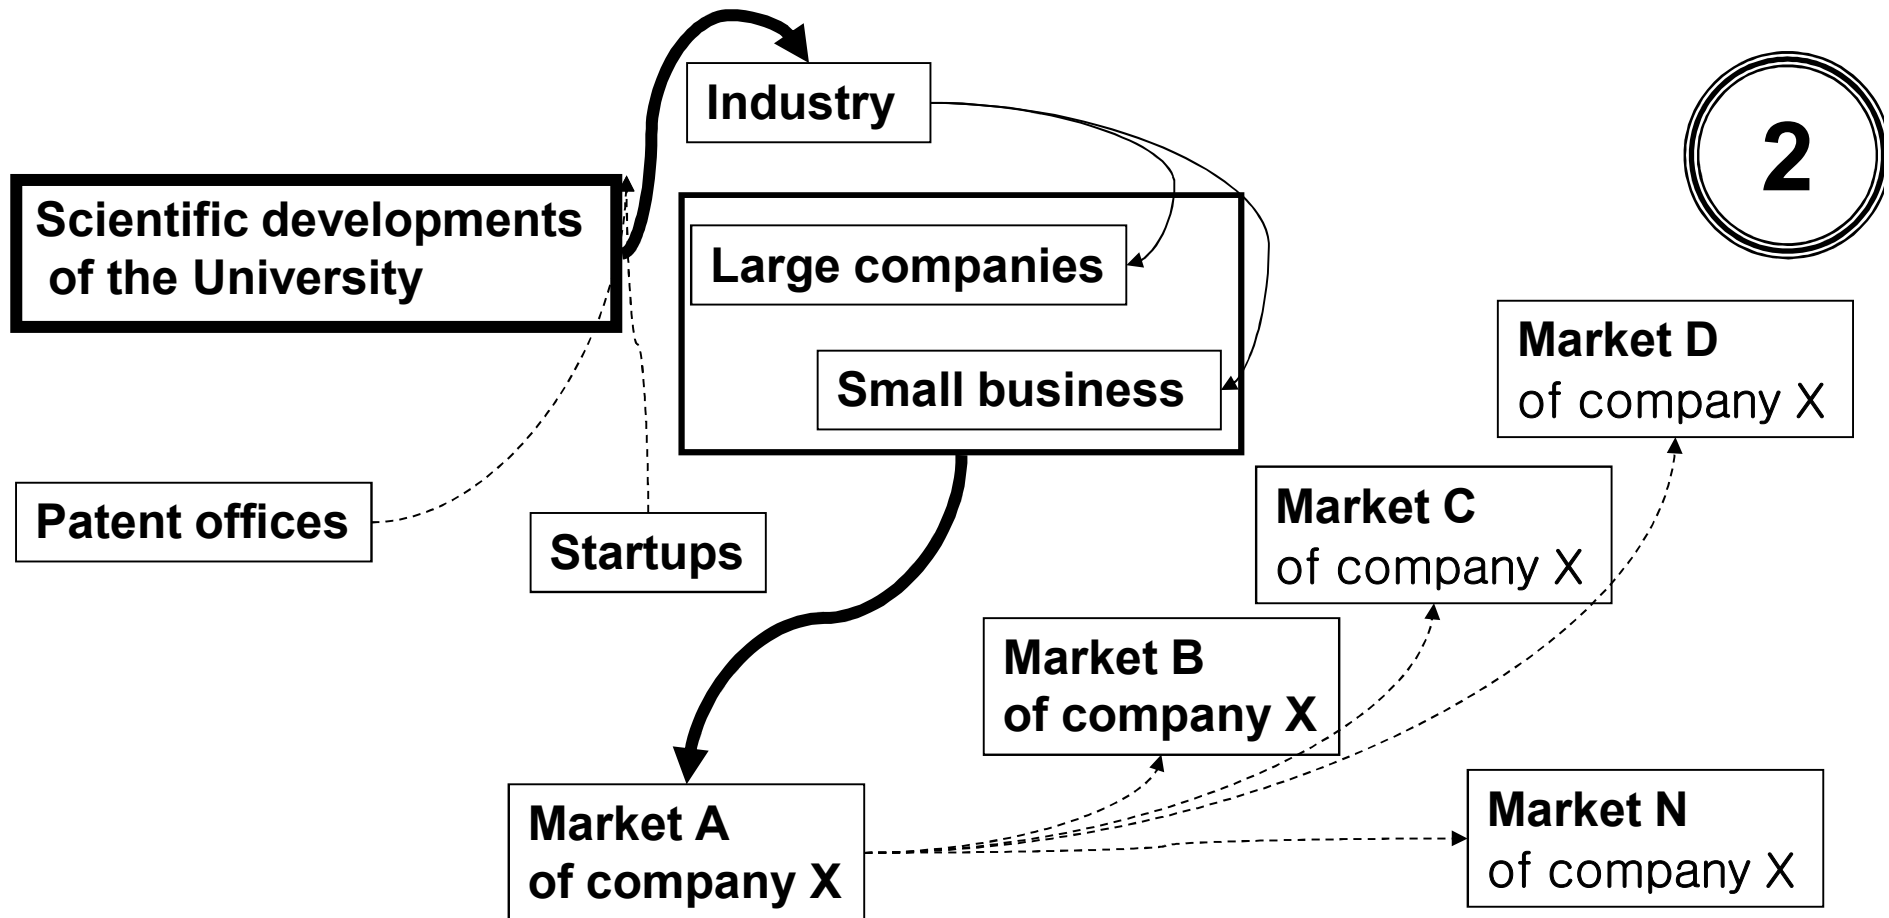 Industry
2
Scientific developments
of the University
Large companies
Small business
Market D
of company X
Patent offices
Startups
Market C
of company X
Market B
of company X
Market A
of company X
Market N
of company X